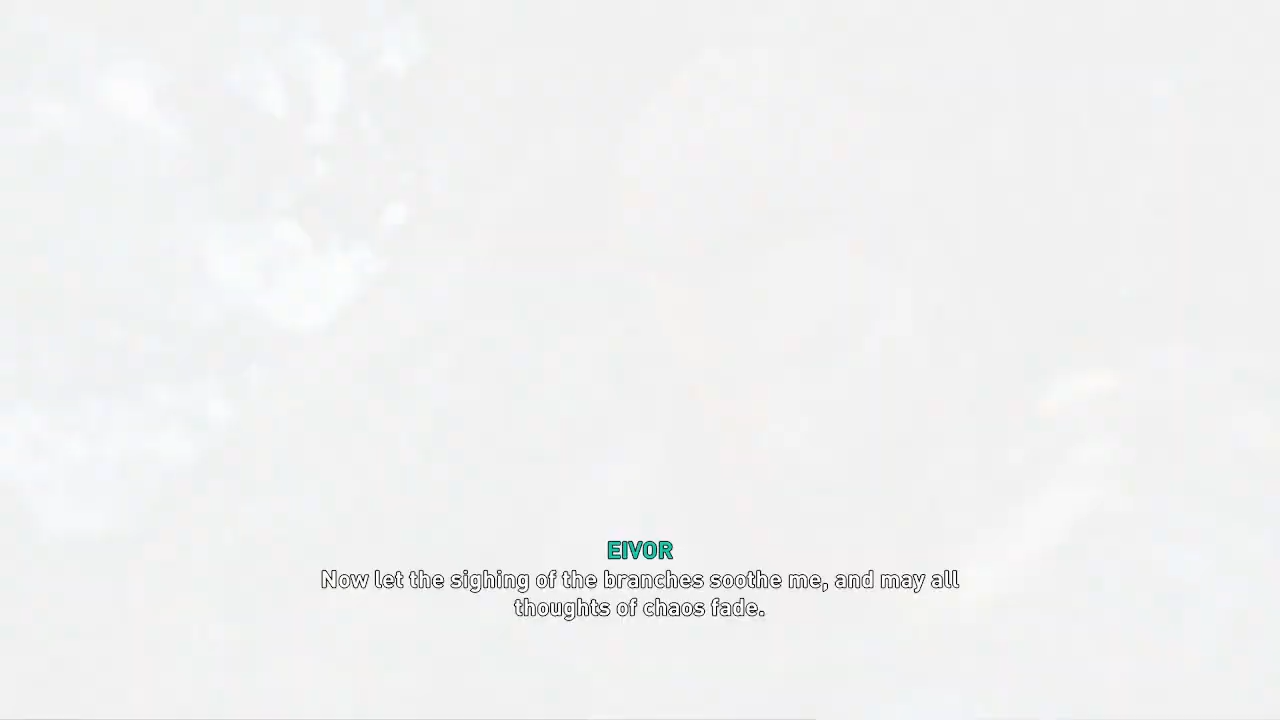 EIVOR
Now let the sighing of the branches soothe me, and may all
thoughts of chaos fade.